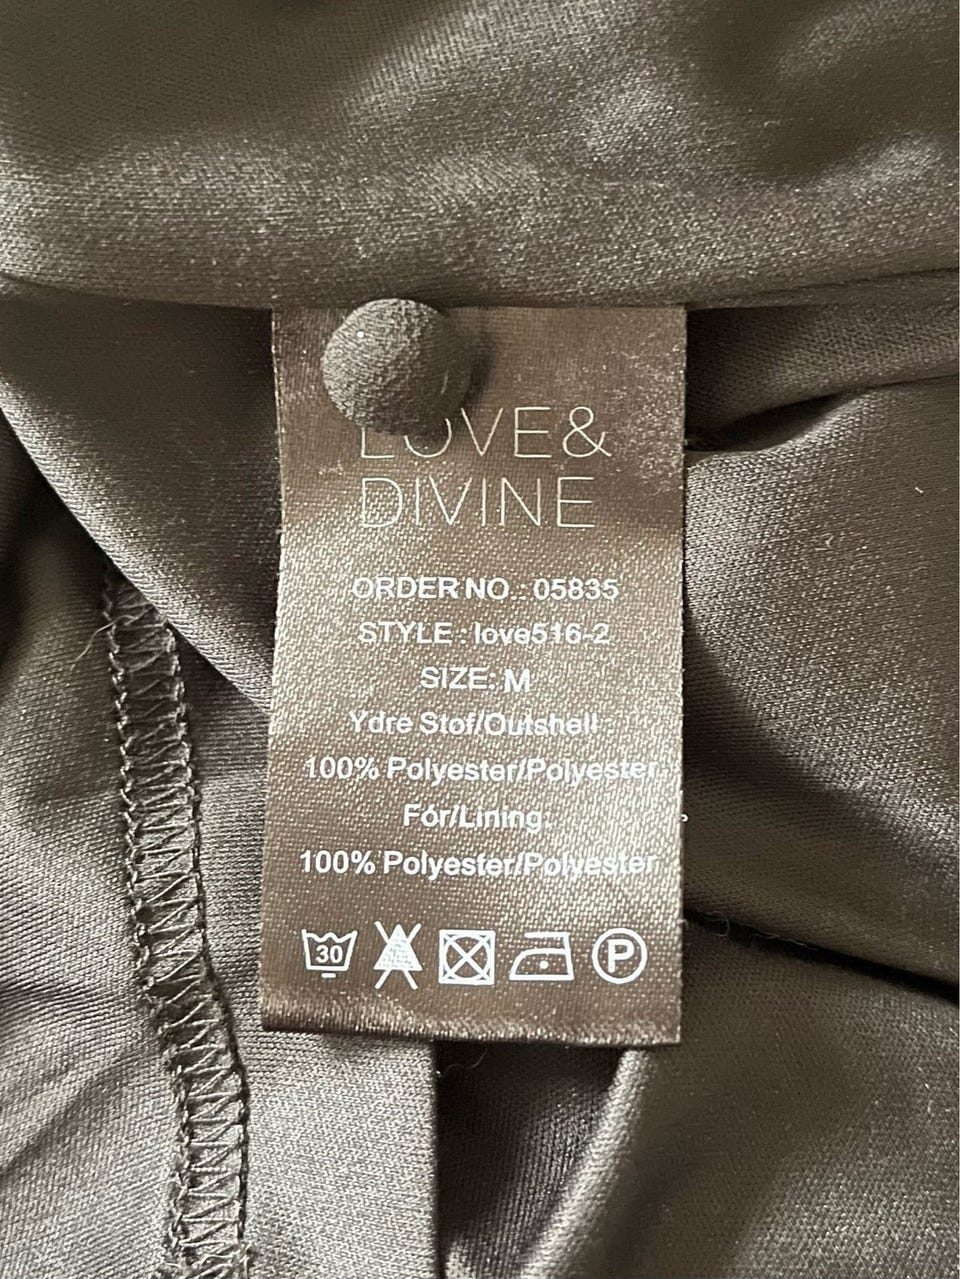 LOVE&
DIVINE
ORDER NO.: 05835
STYLE : love516-2
SIZE: M
Ydre Stof/Outshell
100% Polyester/Polyester
Fór/Lining:
100% Polyester/Polyester
30
P